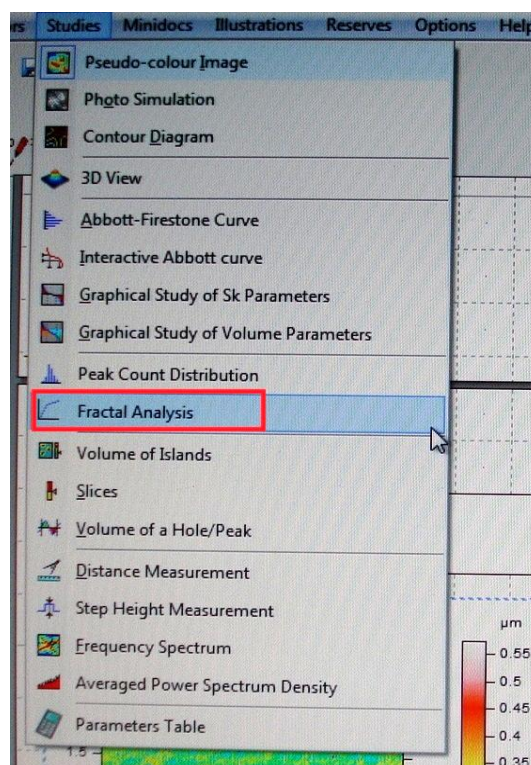 Studies Minidocs Illustrations Reserves Options Help
Pseudo-colour Image
Photo Simulation
Contour Diagram
3D View
Abbott-Firestone Curve
Interactive Abbott curve
Graphical Study of Sk Parameters
Graphical Study of Volume Parameters
Peak Count Distribution
Fractal Analysis
Volume of Islands
Slices
Volume of a Hole/Peak
Distance Measurement
Step Height Measurement
Frequency Spectrum
Averaged Power Spectrum Density
Parameters Table
µm
0.55
0.5
0.45
0.4
0.35
1.5